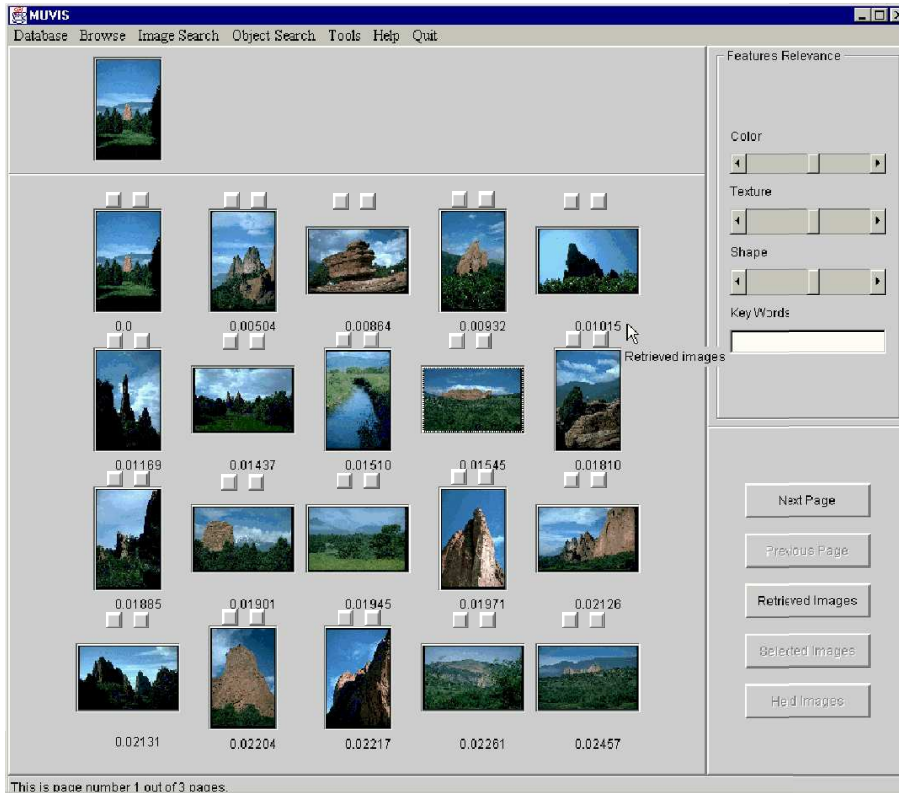 MUVIS
Database Browse Image Search Object Search Tools Help Quit
Features Relevance
Color
Texture
Shape
Key Words
0.0 0.00504 0.00864 0.00932 0.01015
Retrieved images
0.01169 0.01437 0.01510 0.01545 0.01810
0.01885 0.01901 0.01945 0.01971 0.02126
0.02131 0.02204 0.02217 0.02261 0.02457
Next Page
Previous Page
Retrieved Images
Selected Images
Held Images
This is page number 1 out of 3 pages.